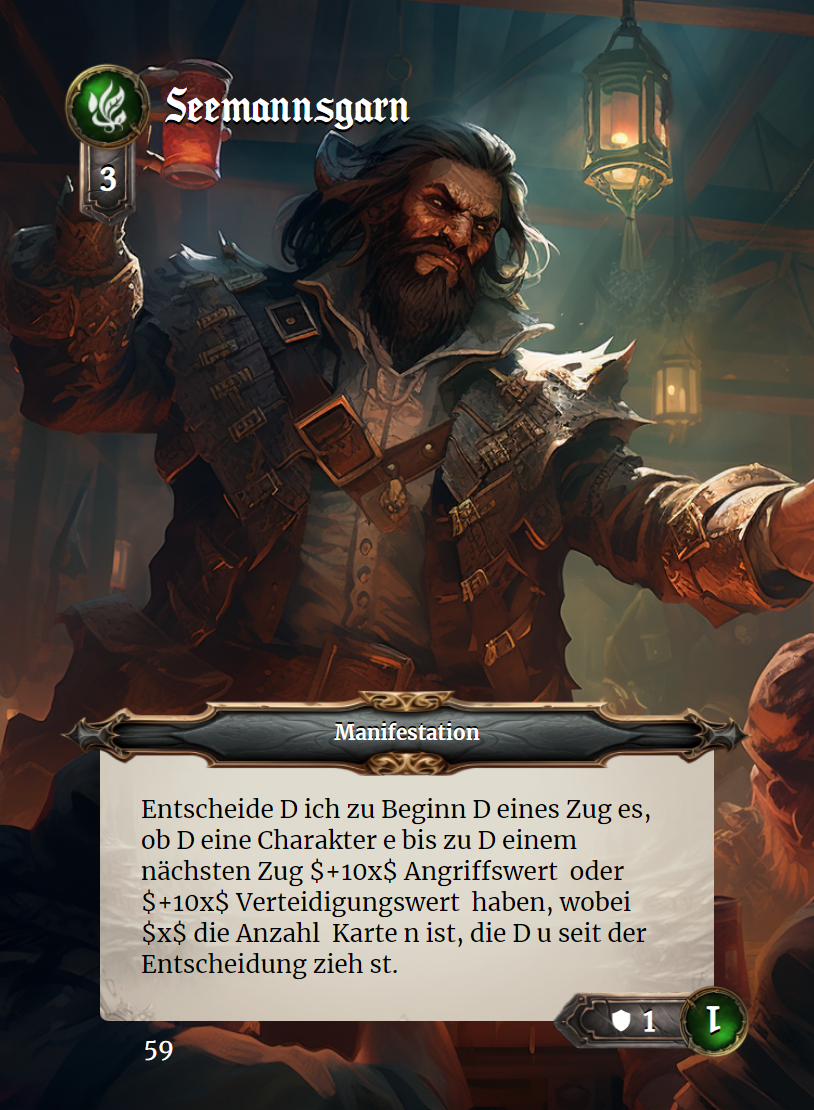 Seemannsgarn
3
Manifestation
Entscheide D ich zu Beginn D eines Zug es,
ob D eine Charakter e bis zu D einem
nächsten Zug $+10x$ Angriffswert oder
$+10x$ Verteidigungswert haben, wobei
$x$ die Anzahl Karte n ist, die D u seit der
Entscheidung zieh st.
1
1
59